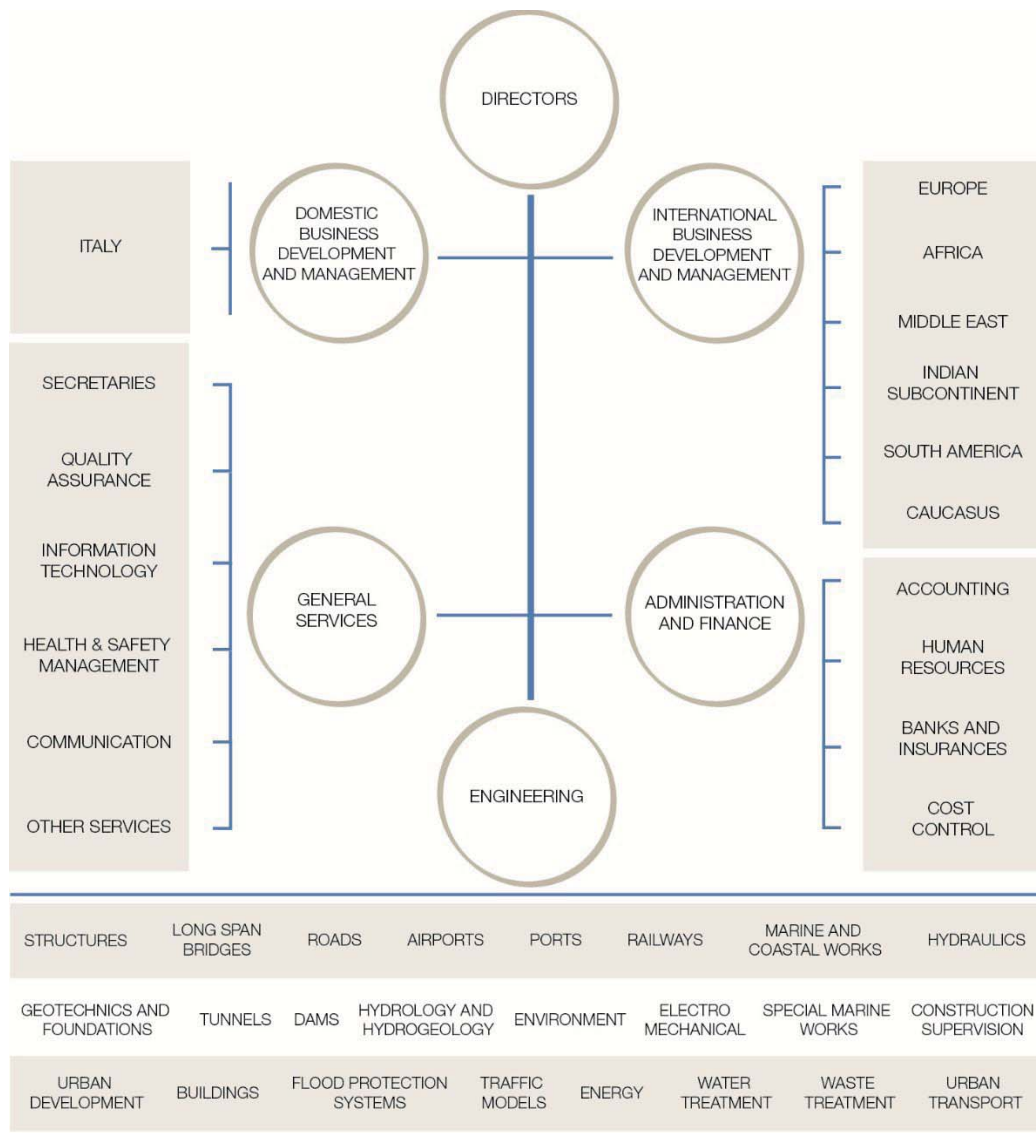 DIRECTORS
DOMESTIC
BUSINESS
DEVELOPMENT
AND MANAGEMENT
INTERNATIONAL
BUSINESS
DEVELOPMENT
AND MANAGEMENT
ITALY
EUROPE
AFRICA
MIDDLE EAST
INDIAN
SUBCONTINENT
SOUTH AMERICA
CAUCASUS
SECRETARIES
QUALITY
ASSURANCE
INFORMATION
TECHNOLOGY
HEALTH & SAFETY
MANAGEMENT
COMMUNICATION
OTHER SERVICES
GENERAL
SERVICES
ADMINISTRATION
AND FINANCE
ACCOUNTING
HUMAN
RESOURCES
BANKS AND
INSURANCES
COST
CONTROL
ENGINEERING
STRUCTURES
LONG SPAN
BRIDGES
ROADS
AIRPORTS
PORTS
RAILWAYS
MARINE AND
COASTAL WORKS
HYDRAULICS
GEOTECHNICS AND
FOUNDATIONS
TUNNELS
DAMS
HYDROLOGY AND
HYDROGEOLOGY
ENVIRONMENT
ELECTRO
MECHANICAL
SPECIAL MARINE
WORKS
CONSTRUCTION
SUPERVISION
URBAN
DEVELOPMENT
BUILDINGS
FLOOD PROTECTION
SYSTEMS
TRAFFIC
MODELS
ENERGY
WATER
TREATMENT
WASTE
TREATMENT
URBAN
TRANSPORT